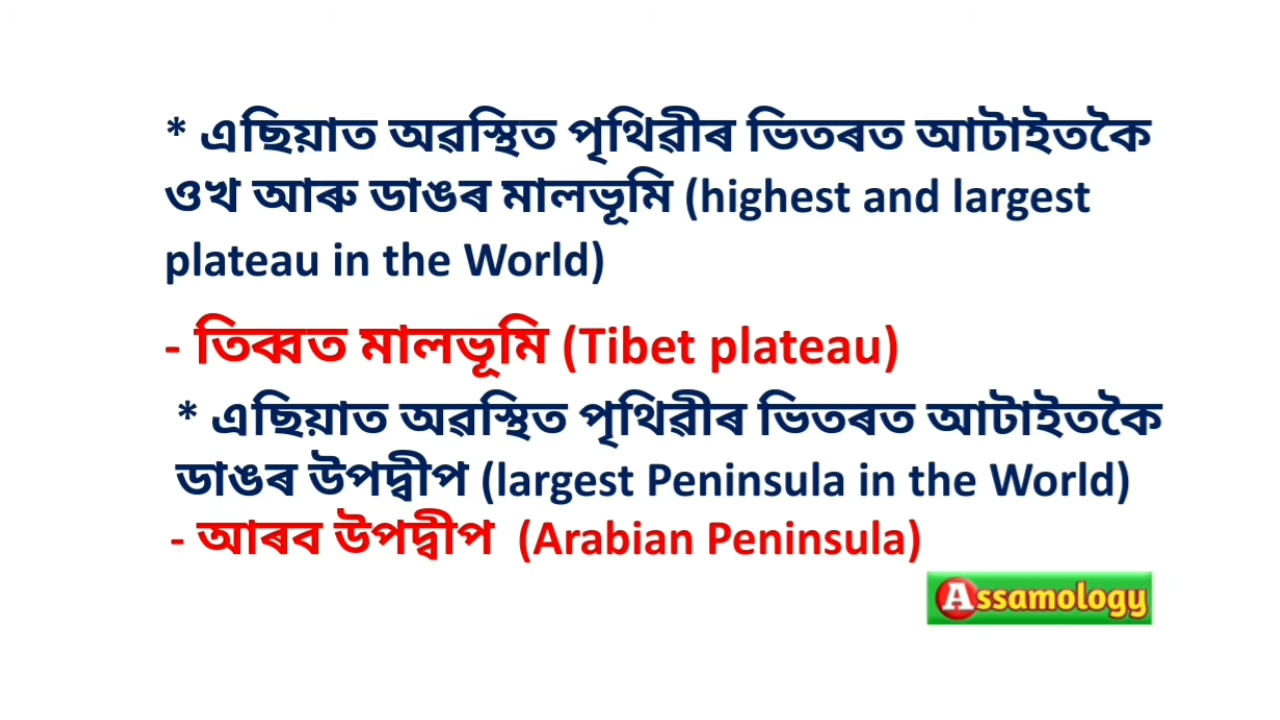 * এছিয়াত অৱস্থিত পৃথিৱীৰ ভিতৰত আটাইতকৈ
ওখ আৰু ডাঙৰ মালভূমি (highest and largest
plateau in the World)
- তিব্বত মালভূমি (Tibet plateau)
* এছিয়াত অৱস্থিত পৃথিৱীৰ ভিতৰত আটাইতকৈ
ডাঙৰ উপদ্বীপ (largest Peninsula in the World)
- আৰব উপদ্বীপ (Arabian Peninsula)
Assamology